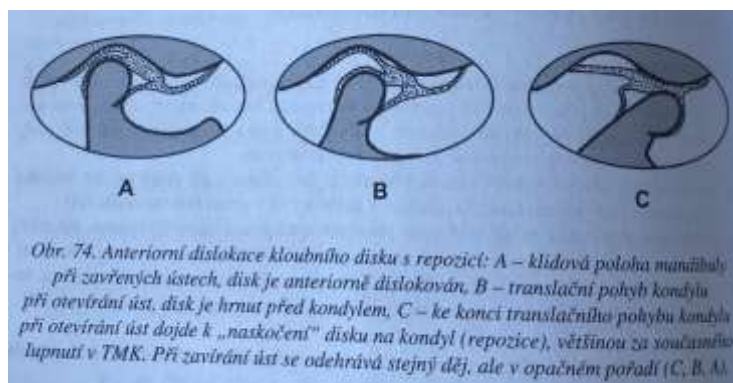 A
B
C
Obr. 74. Anteriorní dislokace kloubního disku s repozicí: A – klidová poloha mandibuly
při zavřených ústech, disk je anteriorně dislokován, B – translační pohyb kondylu
při otevírání úst, disk je hrnut před kondylem, C – ke konci translačního pohybu kondylu
při otevírání úst dojde k „naskočení“ disku na kondyl (repozice), většinou za současného
lupnutí v TMK. Při zavírání úst se odehrává stejný děj, ale v opačném pořadí (C, B, A).